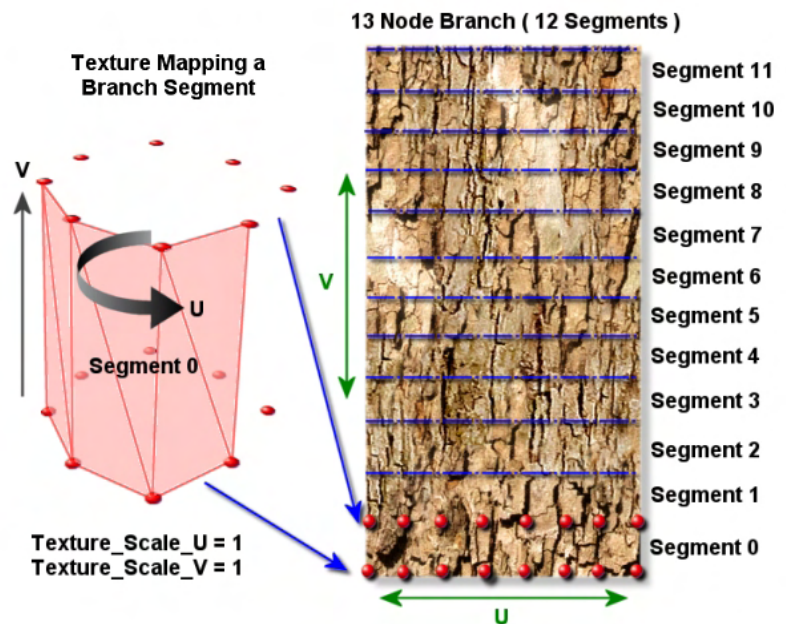 13 Node Branch ( 12 Segments )
Texture Mapping a
Branch Segment
V
U
Segment 0
Texture_Scale_U = 1
Texture_Scale_V = 1
V
Segment 11
Segment 10
Segment 9
Segment 8
Segment 7
Segment 6
Segment 5
Segment 4
Segment 3
Segment 2
Segment 1
Segment 0
U